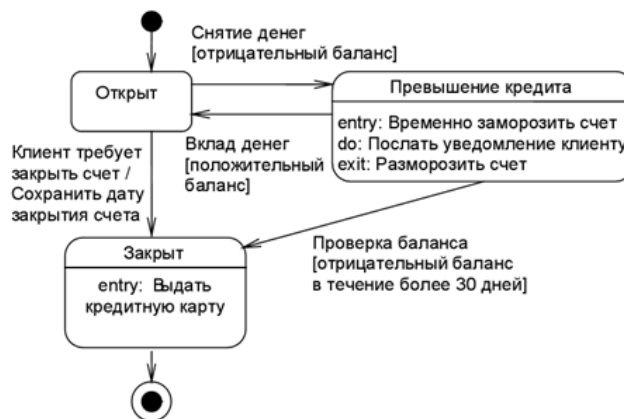 Снятие денег
[отрицательный баланс]
Открыт
Превышение кредита
entry: Временно заморозить счет
do: Послать уведомление клиенту
exit: Разморозить счет
Вклад денег
[положительный
баланс]
Клиент требует
закрыть счет /
Сохранить дату
закрытия счета
Закрыт
entry: Выдать
кредитную карту
Проверка баланса
[отрицательный баланс
в течение более 30 дней]